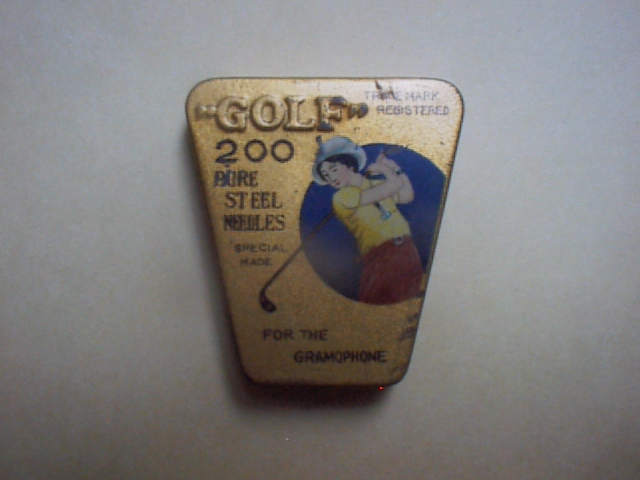 "GOLF"
TRADE MARK
REGISTERED
200
PURE
STEEL
NEEDLES
SPECIAL
MADE
FOR THE
GRAMOPHONE